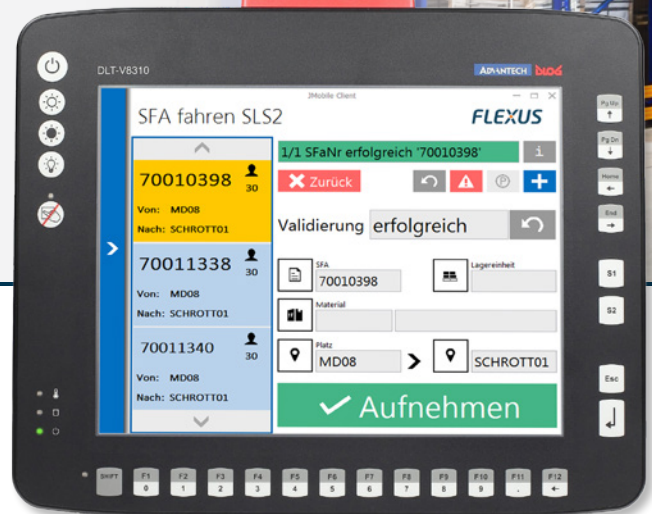 DLT-V8310
ADVANTECH DLOG
JMobile Client
SFA fahren SLS2
FLEXUS
70010398
30
Von: MD08
Nach: SCHROTT01
70011338
30
Von: MD08
Nach: SCHROTT01
70011340
30
Von: MD08
Nach: SCHROTT01
1/1 SFaNr erfolgreich '70010398'
i
Zurück
P
Validierung erfolgreich
SFA
70010398
Lagereinheit
Material
Platz
MD08
SCHROTT01
Aufnehmen
Pg Up
Pg Dn
Home
End
S1
S2
Esc
SHIFT
F1 F2 F3 F4 F5 F6 F7 F8 F9 F10 F11 F12
0 1 2 3 4 5 6 7 8 9 .